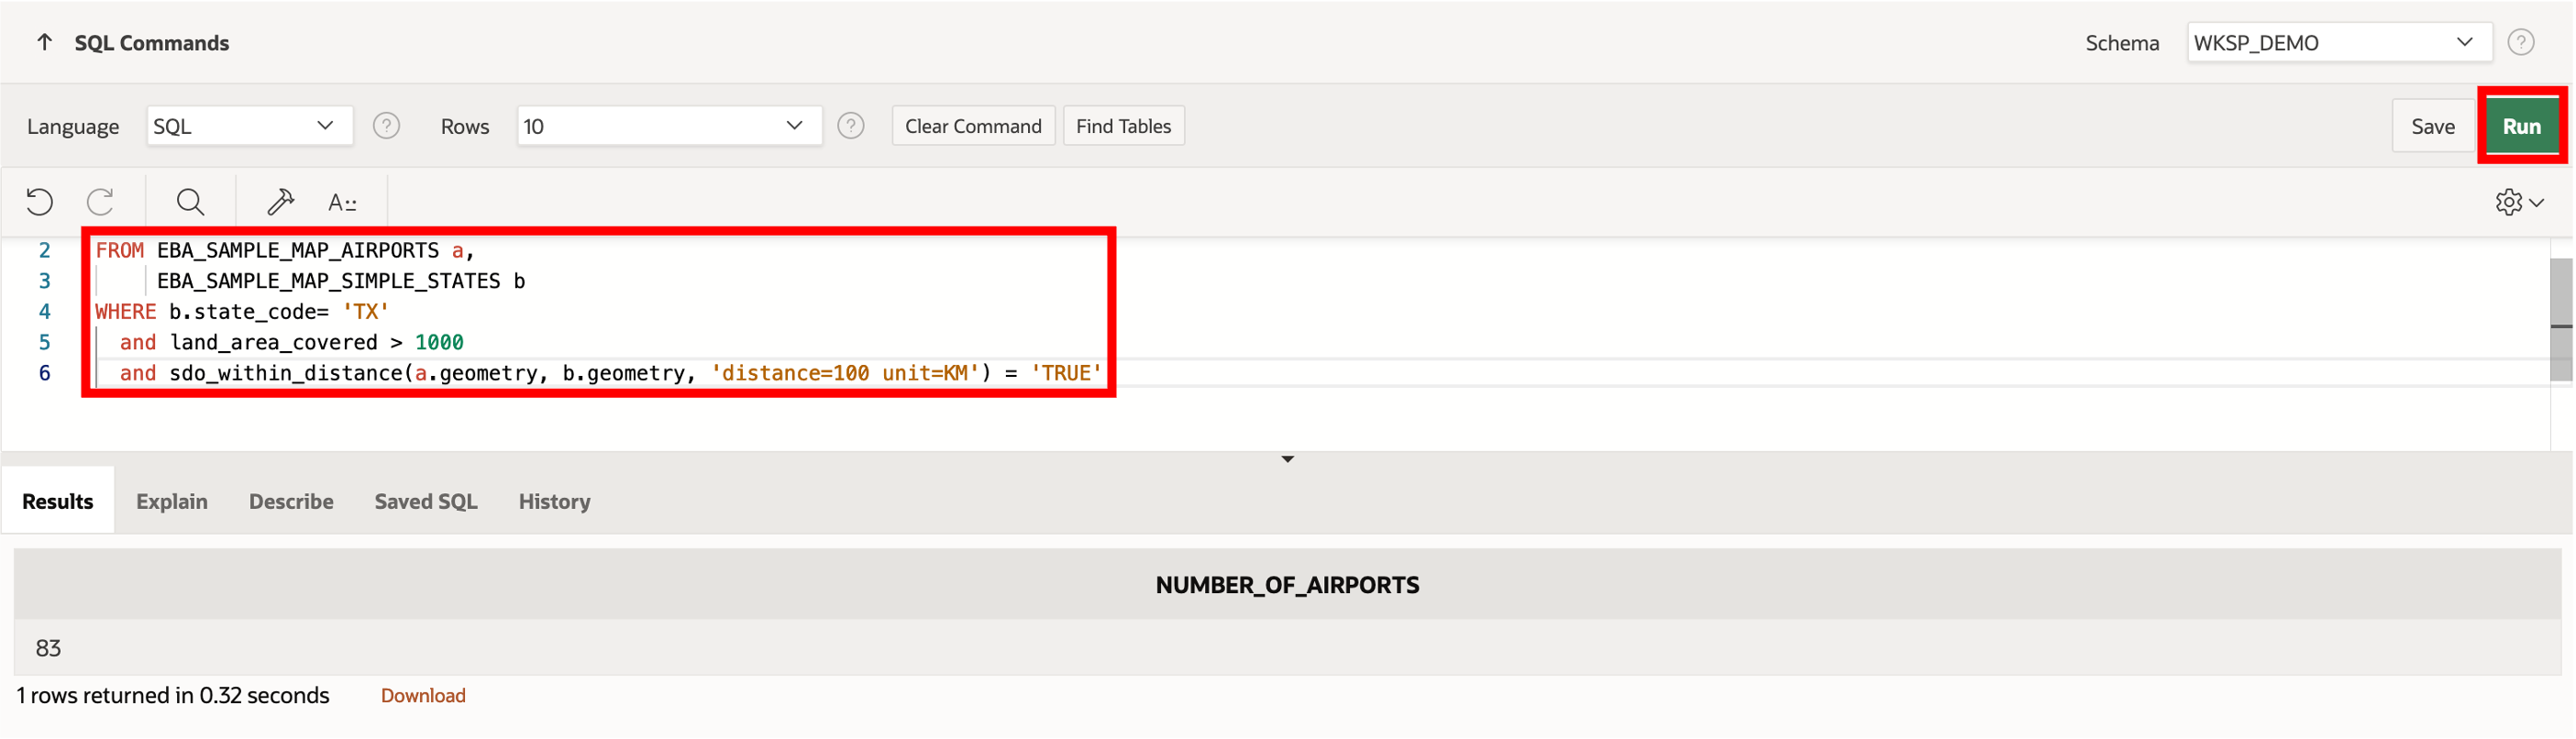 SQL Commands Schema WKSP_DEMO ?
Language SQL ? Rows 10 ? Clear Command Find Tables Save Run
A::
2 FROM EBA_SAMPLE_MAP_AIRPORTS a,
3 EBA_SAMPLE_MAP_SIMPLE_STATES b
4 WHERE b.state_code= 'TX'
5 and land_area_covered > 1000
6 and sdo_within_distance(a.geometry, b.geometry, 'distance=100 unit=KM') = 'TRUE'
Results Explain Describe Saved SQL History
NUMBER_OF_AIRPORTS
83
1 rows returned in 0.32 seconds Download